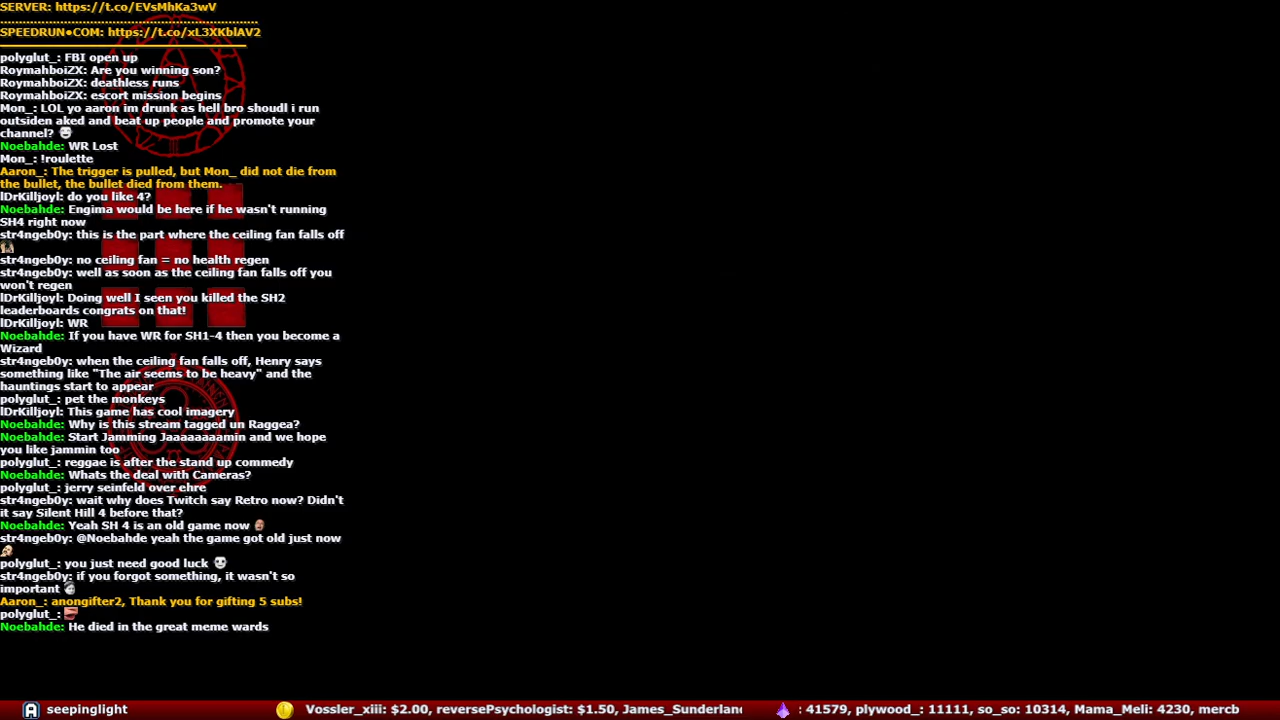 SERVER: https://t.co/EVsMhKa3wV
SPEEDRUN●COM: https://t.co/xL3XKblAV2
polyglut_: FBI open up
RoymahboiZX: Are you winning son?
RoymahboiZX: deathless runs
RoymahboiZX: escort mission begins
Mon_: LOL yo aaron im drunk as hell bro shoudl i run
outsiden aked and beat up people and promote your
channel?
Noebahde: WR Lost
Mon_: !roulette
Aaron_: The trigger is pulled, but Mon_ did not die from
the bullet, the bullet died from them.
lDrKilljoyl: do you like 4?
Noebahde: Engima would be here if he wasn't running
SH4 right now
str4ngeb0y: this is the part where the ceiling fan falls off
str4ngeb0y: no ceiling fan = no health regen
str4ngeb0y: well as soon as the ceiling fan falls off you
won't regen
lDrKilljoyl: Doing well I seen you killed the SH2
leaderboards congrats on that!
lDrKilljoyl: WR
Noebahde: If you have WR for SH1-4 then you become a
Wizard
str4ngeb0y: when the ceiling fan falls off, Henry says
something like "The air seems to be heavy" and the
hauntings start to appear
polyglut_: pet the monkeys
lDrKilljoyl: This game has cool imagery
Noebahde: Why is this stream tagged un Raggea?
Noebahde: Start Jamming Jaaaaaaaamin and we hope
you like jammin too
polyglut_: reggae is after the stand up commedy
Noebahde: Whats the deal with Cameras?
polyglut_: jerry seinfeld over ehre
str4ngeb0y: wait why does Twitch say Retro now? Didn't
it say Silent Hill 4 before that?
Noebahde: Yeah SH 4 is an old game now
str4ngeb0y: @Noebahde yeah the game got old just now
polyglut_: you just need good luck
str4ngeb0y: if you forgot something, it wasn't so
important
Aaron_: anongifter2, Thank you for gifting 5 subs!
polyglut_:
Noebahde: He died in the great meme wards
seepinglight Vossler_xiii: $2.00, reversePsychologist: $1.50, James_Sunderland : 41579, plywood_: 11111, so_so: 10314, Mama_Meli: 4230, mercb